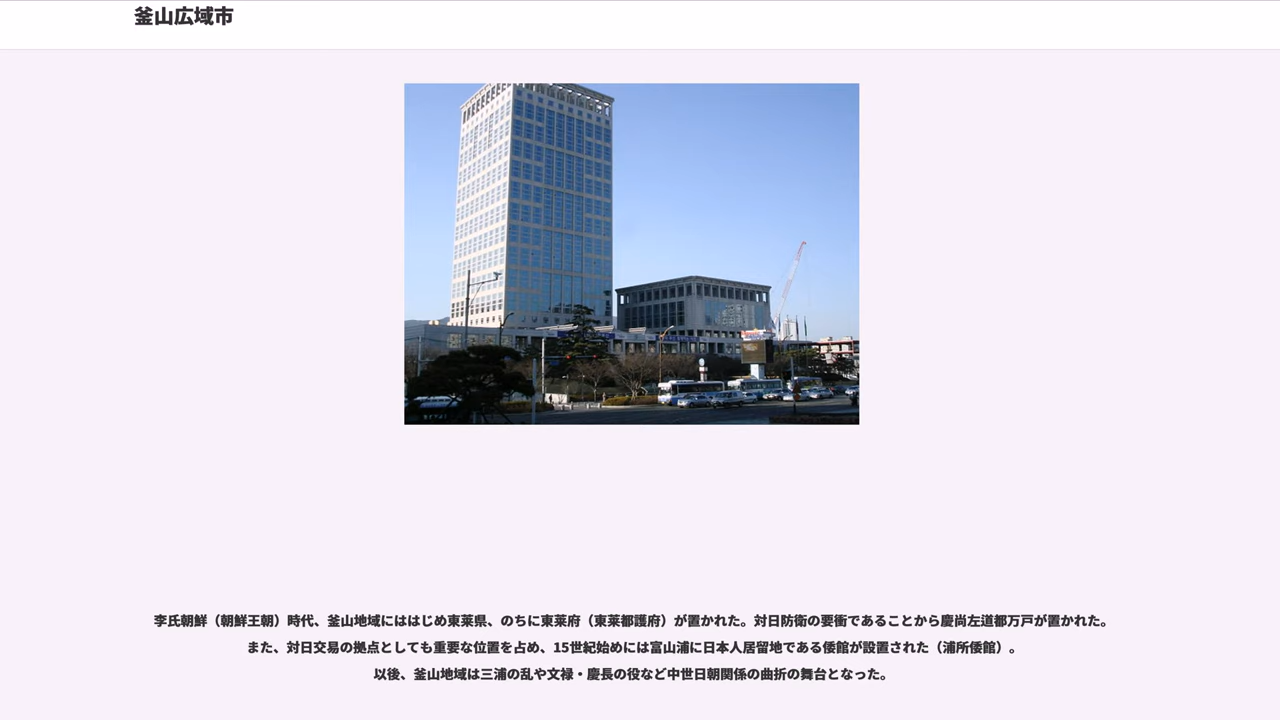 釜山広域市
李氏朝鮮（朝鮮王朝）時代、釜山地域にははじめ東莱県、のちに東莱府（東莱都護府）が置かれた。対日防衛の要衝であることから慶尚左道都万戸が置かれた。
また、対日交易の拠点としても重要な位置を占め、15世紀始めには富山浦に日本人居留地である倭館が設置された（浦所倭館）。
以後、釜山地域は三浦の乱や文禄・慶長の役など中世日朝関係の曲折の舞台となった。